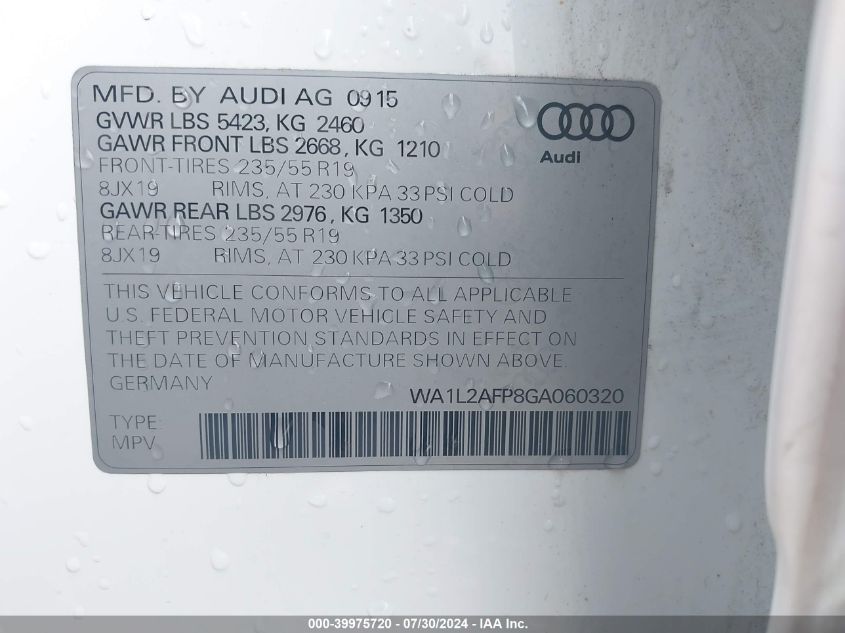 MFD. BY AUDI AG 0915
GVWR LBS 5423, KG 2460
GAWR FRONT LBS 2668, KG 1210
FRONT-TIRES 235/55 R19
8JX19 RIMS, AT 230 KPA 33 PSI COLD
GAWR REAR LBS 2976, KG 1350
REAR-TIRES 235/55 R19
8JX19 RIMS, AT 230 KPA 33 PSI COLD
Audi
THIS VEHICLE CONFORMS TO ALL APPLICABLE
U.S. FEDERAL MOTOR VEHICLE SAFETY AND
THEFT PREVENTION STANDARDS IN EFFECT ON
THE DATE OF MANUFACTURE SHOWN ABOVE.
GERMANY
WA1L2AFP8GA060320
TYPE:
MPV
000-39975720 - 07/30/2024 - IAA Inc.